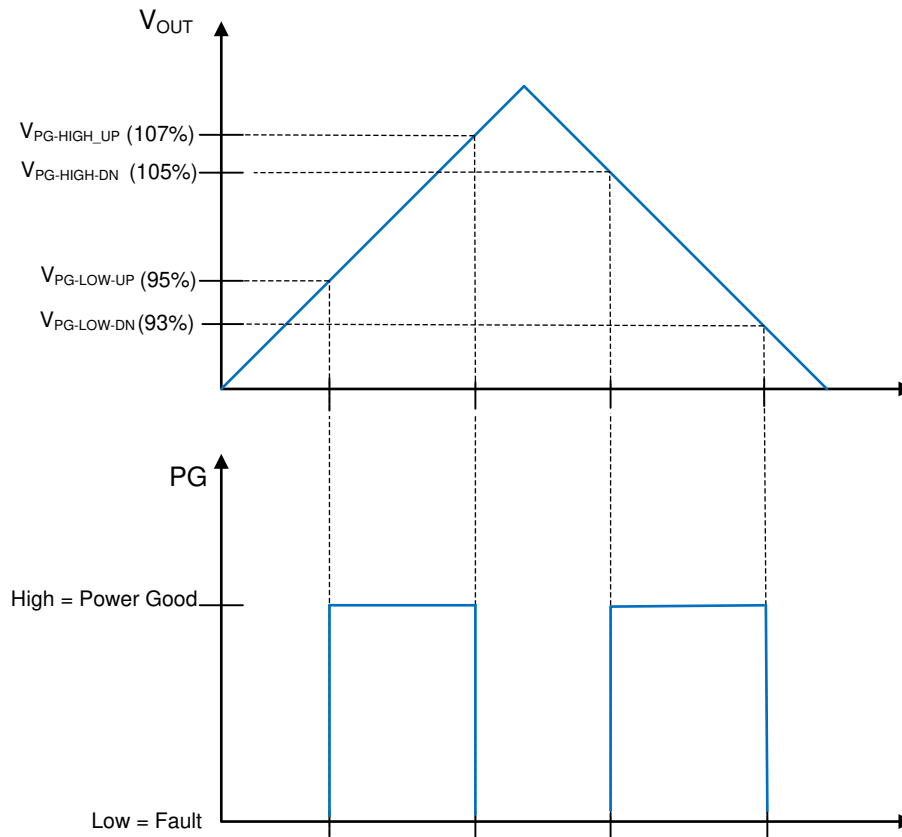 VOUT
VPG-HIGH_UP (107%)
VPG-HIGH-DN (105%)
VPG-LOW-UP (95%)
VPG-LOW-DN (93%)
PG
High = Power Good
Low = Fault